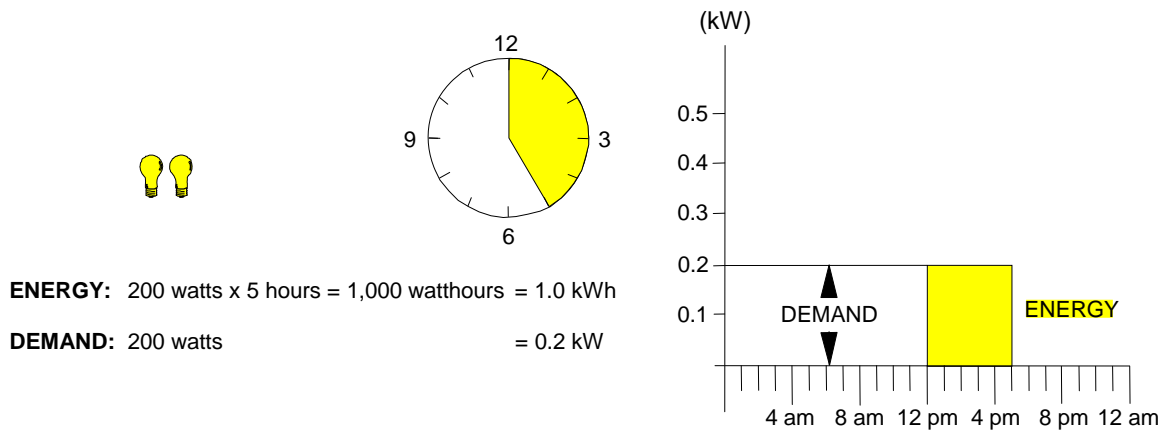 12
9
3
6
ENERGY: 200 watts x 5 hours = 1,000 watthours = 1.0 kWh
DEMAND: 200 watts = 0.2 kW
(kW)
0.5
0.4
0.3
0.2
0.1
DEMAND
ENERGY
4 am 8 am 12 pm 4 pm 8 pm 12 am